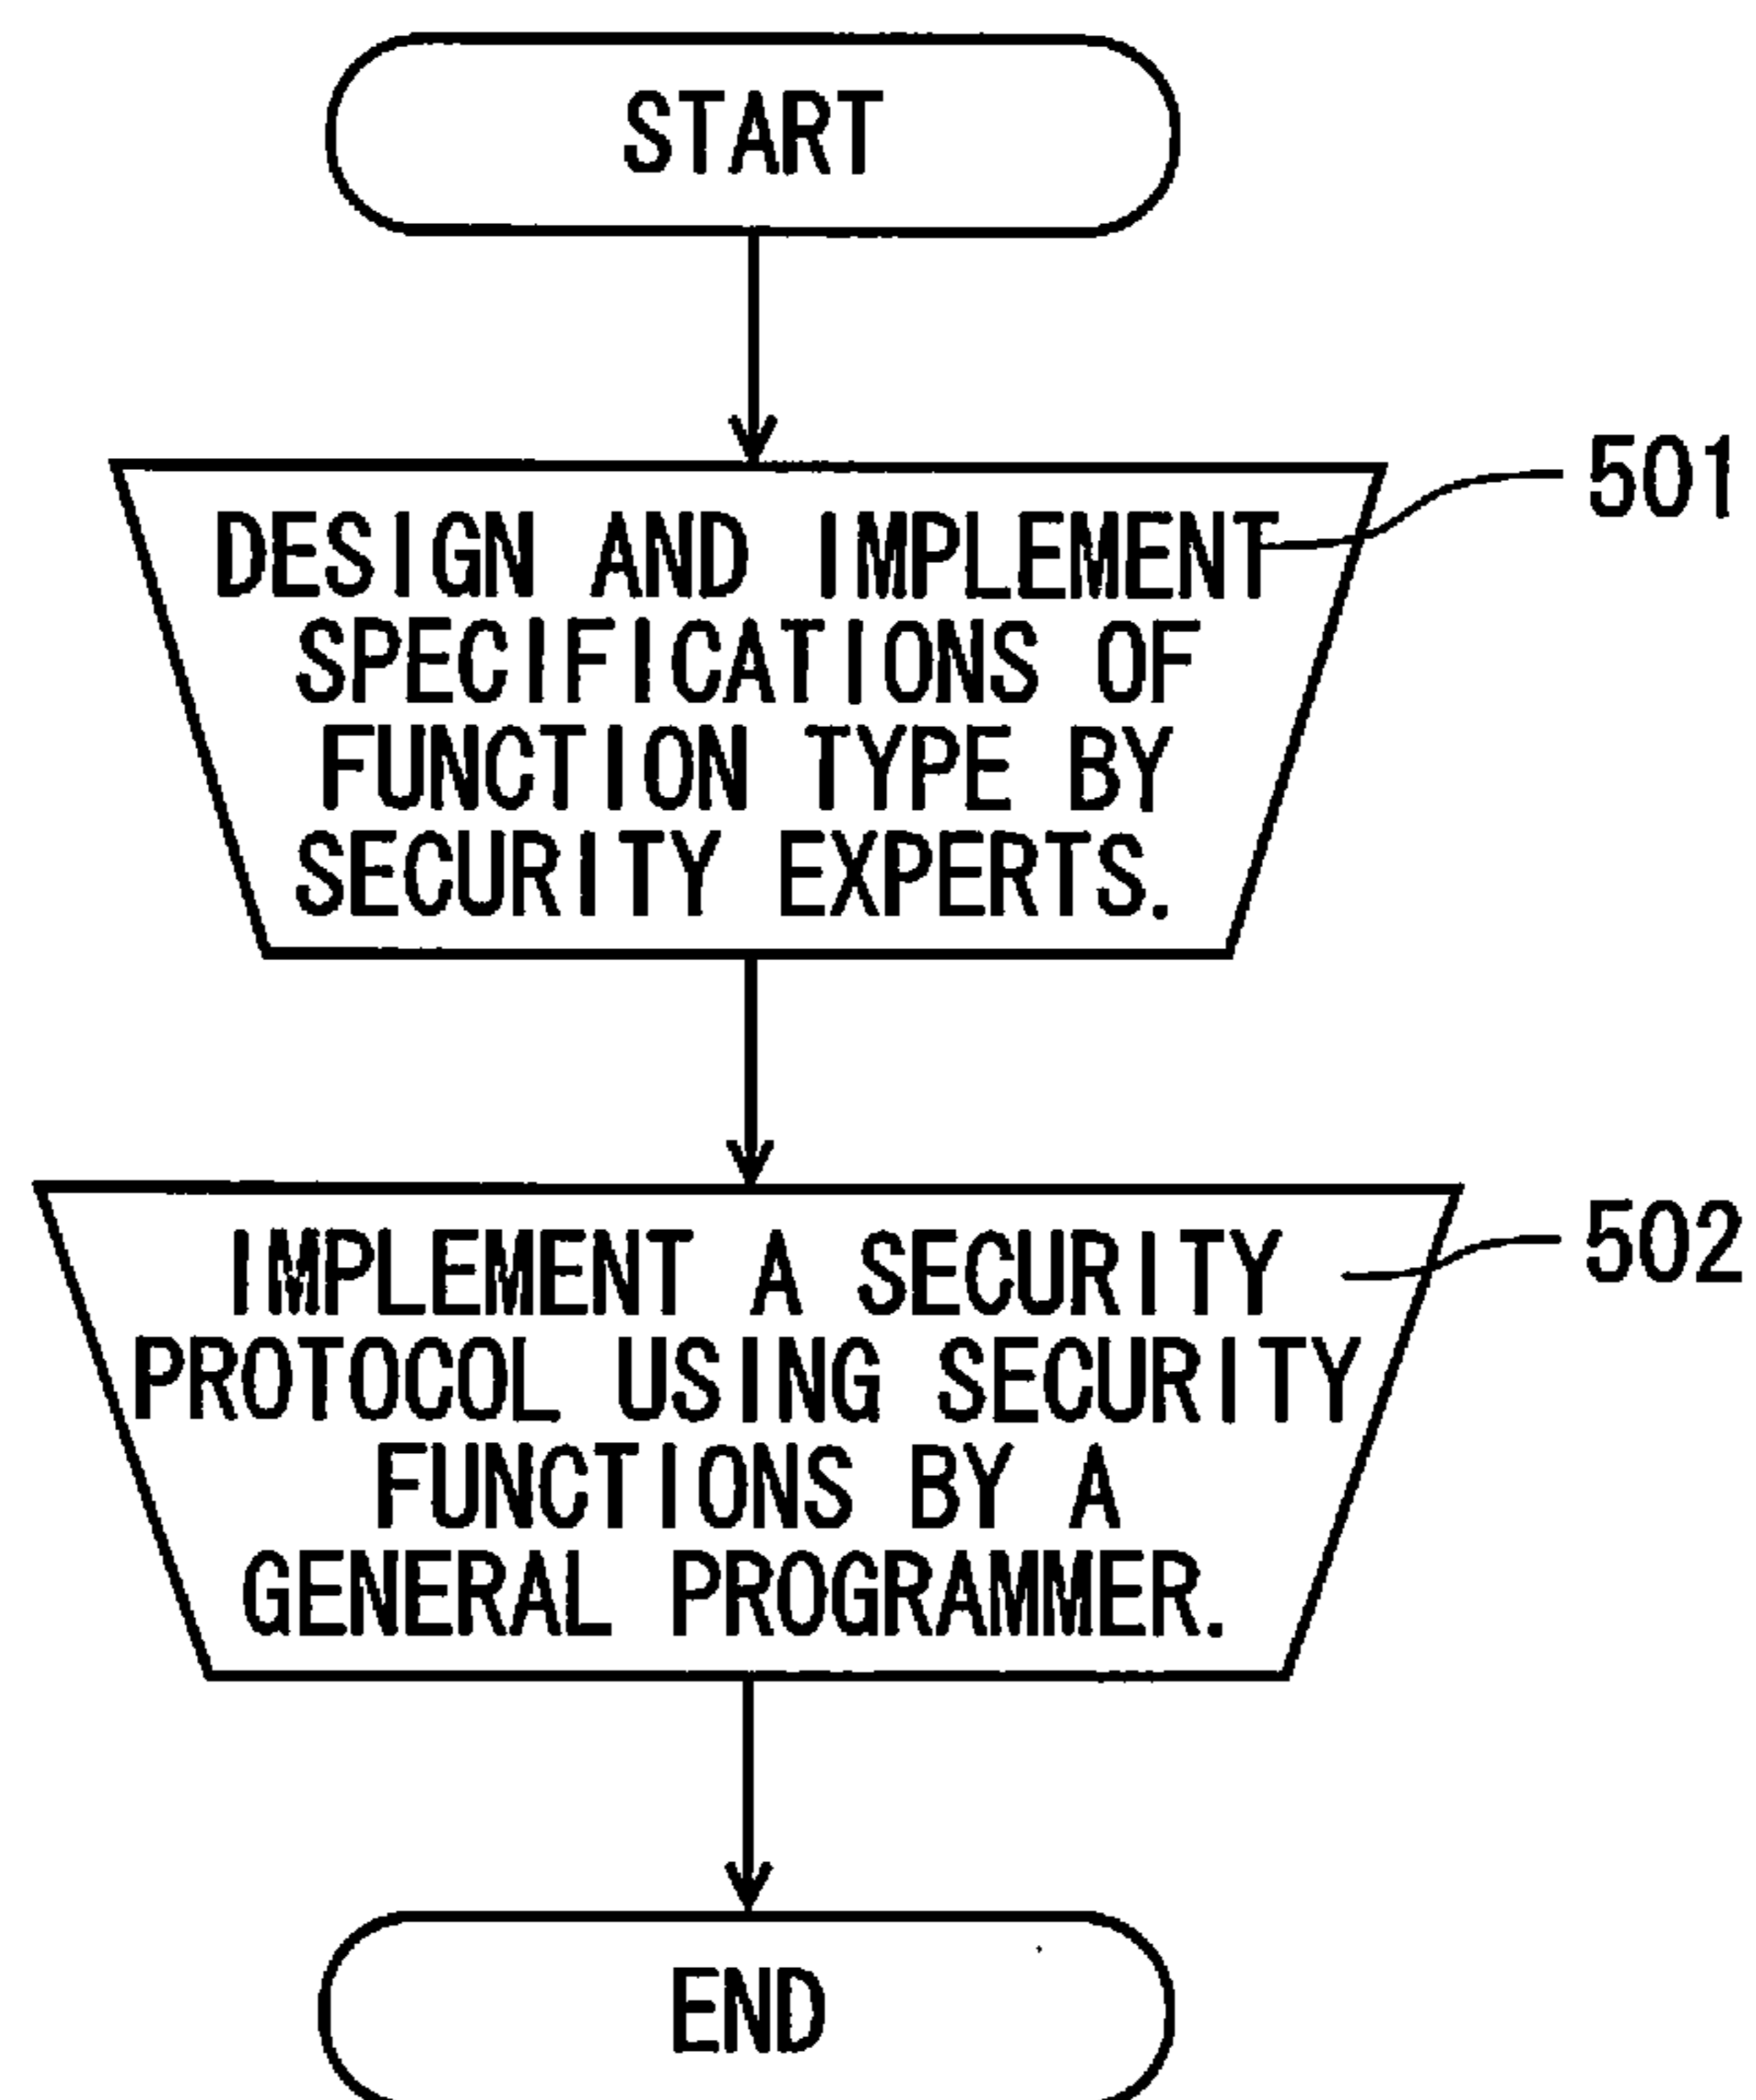 START
501
DESIGN AND IMPLEMENT
SPECIFICATIONS OF
FUNCTION TYPE BY
SECURITY EXPERTS.
502
IMPLEMENT A SECURITY
PROTOCOL USING SECURITY
FUNCTIONS BY A
GENERAL PROGRAMMER.
END